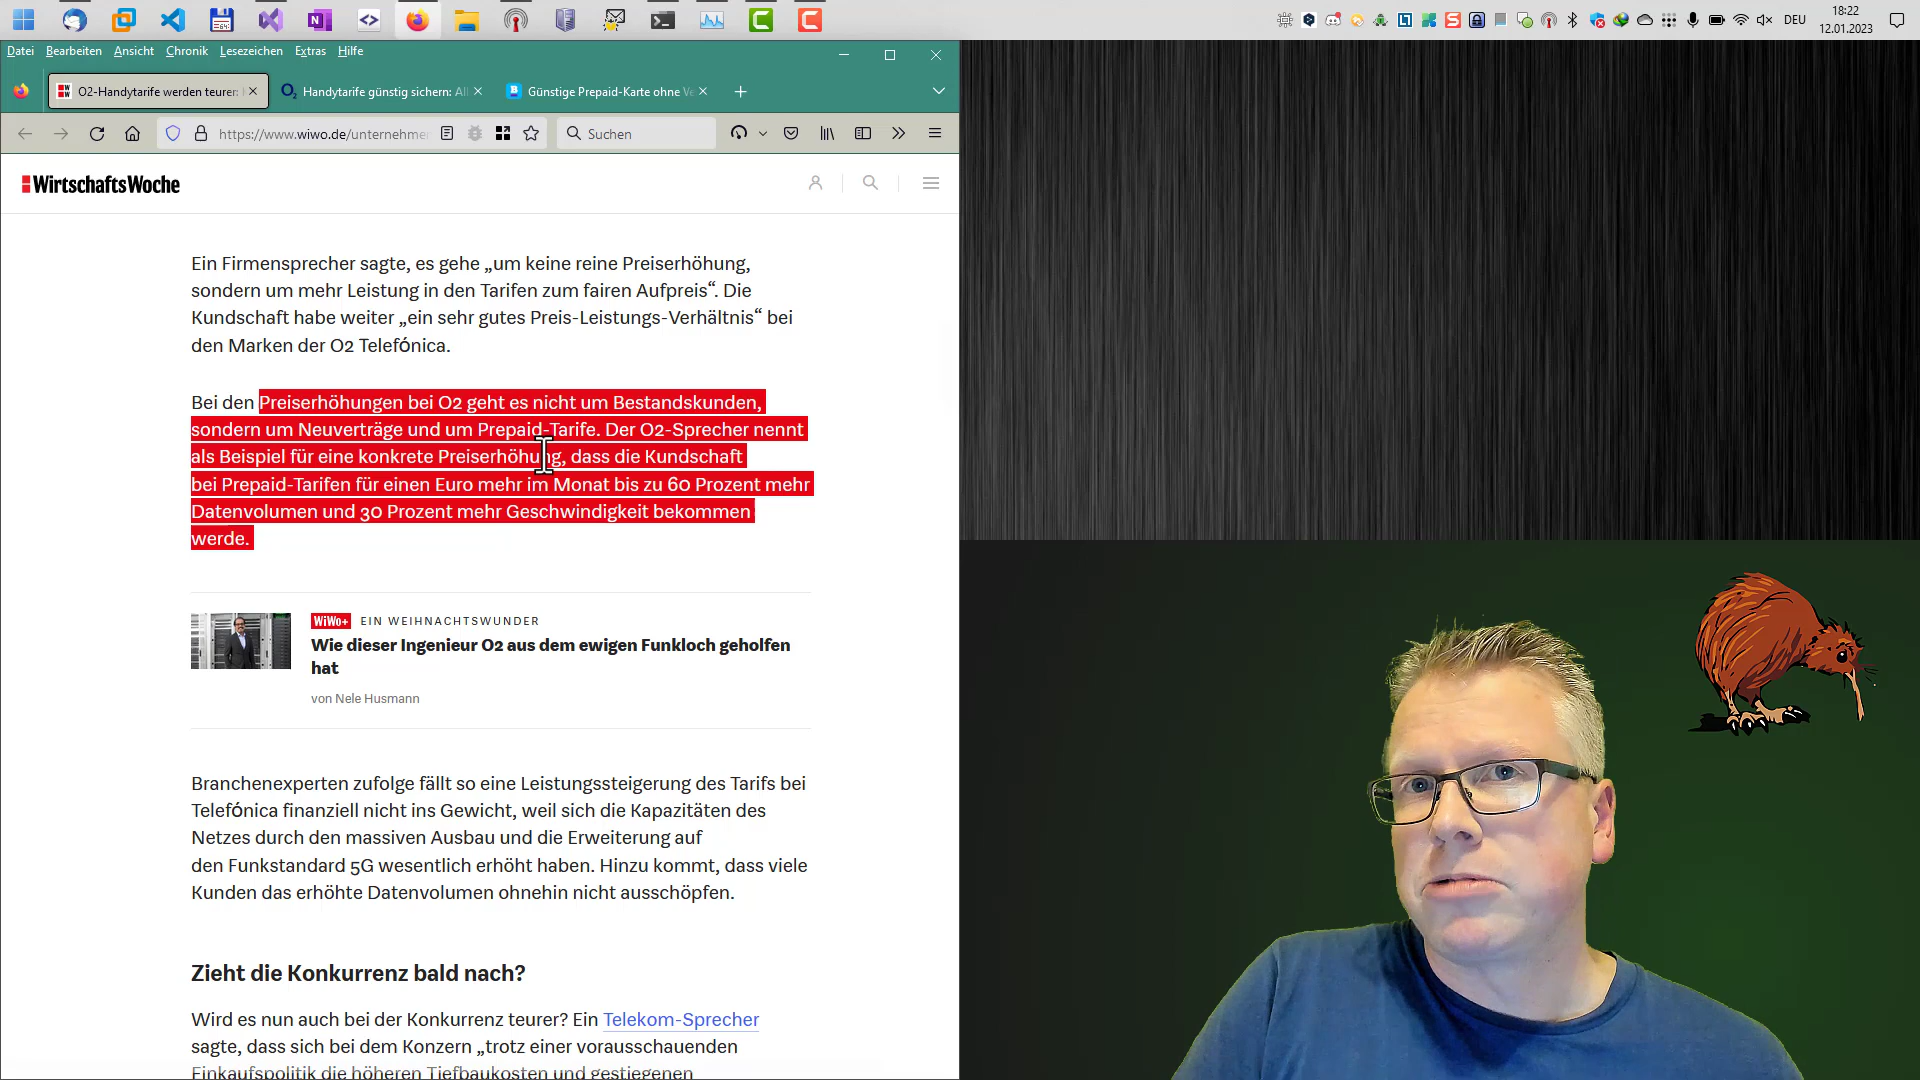 18:22
DEU
12.01.2023
Datei Bearbeiten Ansicht Chronik Lesezeichen Extras Hilfe
O2-Handytarife werden teurer:
O2 Handytarife günstig sichern: All
Günstige Prepaid-Karte ohne Ve
https://www.wiwo.de/unternehmen
Suchen
WirtschaftsWoche
Ein Firmensprecher sagte, es gehe „um keine reine Preiserhöhung,
sondern um mehr Leistung in den Tarifen zum fairen Aufpreis“. Die
Kundschaft habe weiter „ein sehr gutes Preis-Leistungs-Verhältnis“ bei
den Marken der O2 Telefónica.
Bei den Preiserhöhungen bei O2 geht es nicht um Bestandskunden,
sondern um Neuverträge und um Prepaid-Tarife. Der O2-Sprecher nennt
als Beispiel für eine konkrete Preiserhöhung, dass die Kundschaft
bei Prepaid-Tarifen für einen Euro mehr im Monat bis zu 60 Prozent mehr
Datenvolumen und 30 Prozent mehr Geschwindigkeit bekommen
werde.
WiWo+ EIN WEIHNACHTSWUNDER
Wie dieser Ingenieur O2 aus dem ewigen Funkloch geholfen
hat
von Nele Husmann
Branchenexperten zufolge fällt so eine Leistungssteigerung des Tarifs bei
Telefónica finanziell nicht ins Gewicht, weil sich die Kapazitäten des
Netzes durch den massiven Ausbau und die Erweiterung auf
den Funkstandard 5G wesentlich erhöht haben. Hinzu kommt, dass viele
Kunden das erhöhte Datenvolumen ohnehin nicht ausschöpfen.
Zieht die Konkurrenz bald nach?
Wird es nun auch bei der Konkurrenz teurer? Ein Telekom-Sprecher
sagte, dass sich bei dem Konzern „trotz einer vorausschauenden
Einkaufspolitik die höheren Tiefbaukosten und gestiegenen